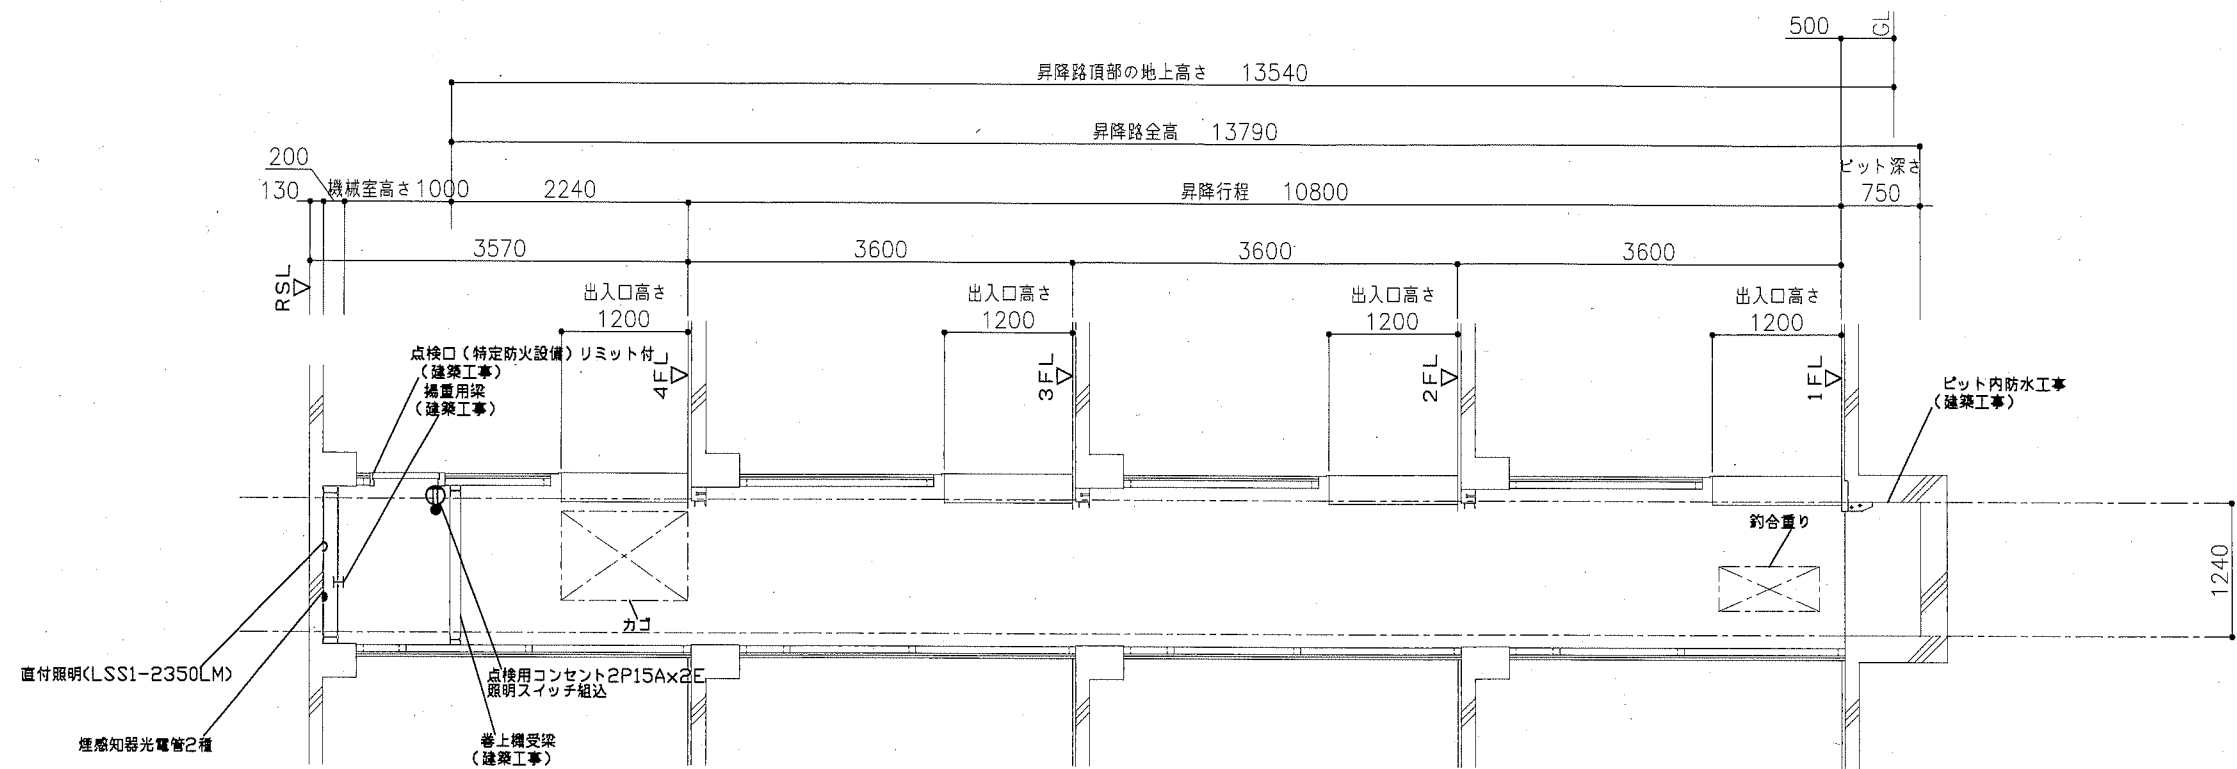 500
GL
昇降路頂部の地上高さ 13540
昇降路全高 13790
200
ピット深さ
130
機械室高さ 1000
2240
昇降行程 10800
750
3570
3600
3600
3600
RSL
出入口高さ
1200
出入口高さ
1200
出入口高さ
1200
出入口高さ
1200
点検口(特定防火設備)リミット付
(建築工事)
揚重用梁
(建築工事)
4FL
3FL
2FL
1FL
ピット内防水工事
(建築工事)
釣合重り
1240
カゴ
直付照明(LSS1-2350LM)
点検用コンセント2P15Ax2E
照明スイッチ組込
煙感知器光電管2種
巻上機受梁
(建築工事)